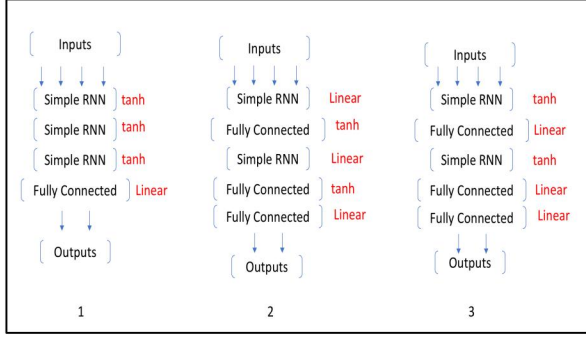 Inputs
Simple RNN tanh
Simple RNN tanh
Simple RNN tanh
Fully Connected Linear
Outputs
1
Inputs
Simple RNN Linear
Fully Connected tanh
Simple RNN Linear
Fully Connected tanh
Fully Connected Linear
Outputs
2
Inputs
Simple RNN tanh
Fully Connected Linear
Simple RNN tanh
Fully Connected Linear
Fully Connected Linear
Outputs
3